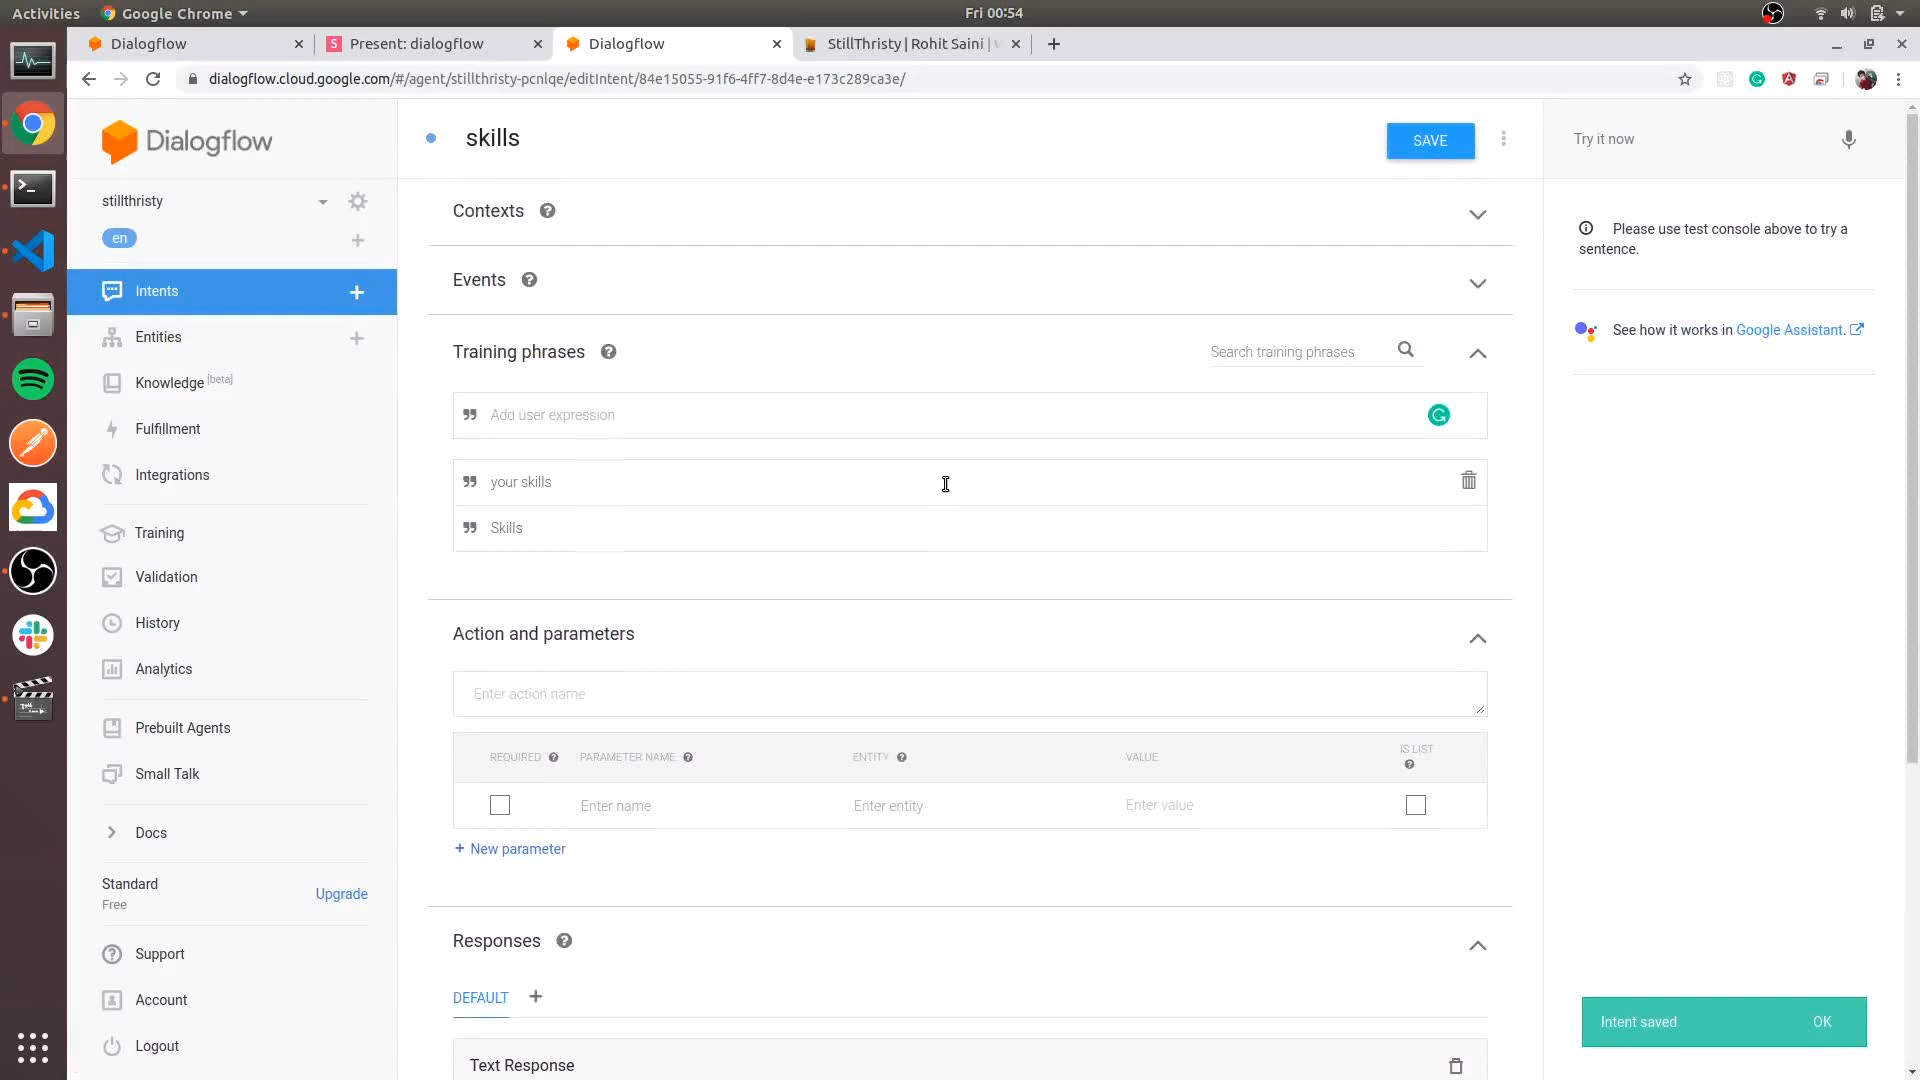 Activities Google Chrome Fri 00:54
Dialogflow Present: dialogflow Dialogflow StillThristy | Rohit Saini |
dialogflow.cloud.google.com/#/agent/stillthristy-pcnlqe/editIntent/84e15055-91f6-4ff7-8d4e-e173c289ca3e/
Dialogflow
stillthristy
en
Intents
Entities
Knowledge [beta]
Fulfillment
Integrations
Training
Validation
History
Analytics
Prebuilt Agents
Small Talk
Docs
Standard
Free
Upgrade
Support
Account
Logout
skills
SAVE
Contexts
Events
Training phrases
Search training phrases
Add user expression
your skills
Skills
Action and parameters
Enter action name
REQUIRED PARAMETER NAME ENTITY VALUE IS LIST
Enter name Enter entity Enter value
+ New parameter
Responses
DEFAULT
Text Response
Try it now
Please use test console above to try a
sentence.
See how it works in Google Assistant.
Intent saved OK